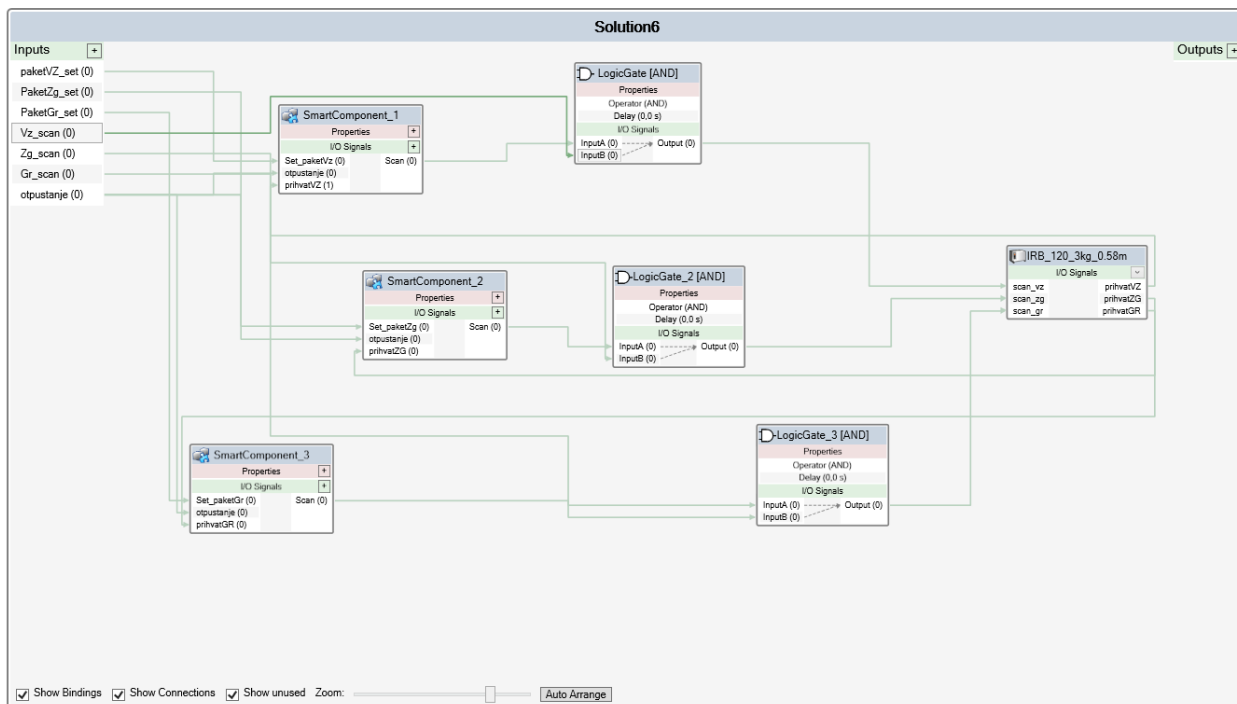 Solution6
Inputs +
Outputs +
paketVZ_set (0)
PaketZg_set (0)
PaketGr_set (0)
Vz_scan (0)
Zg_scan (0)
Gr_scan (0)
otpustanje (0)
SmartComponent_1
Properties +
I/O Signals +
Set_paketVz (0) Scan (0)
otpustanje (0)
prihvatVZ (1)
LogicGate [AND]
Properties
Operator (AND)
Delay (0,0 s)
I/O Signals
InputA (0) Output (0)
InputB (0)
SmartComponent_2
Properties +
I/O Signals +
Set_paketZg (0) Scan (0)
otpustanje (0)
prihvatZG (0)
LogicGate_2 [AND]
Properties
Operator (AND)
Delay (0,0 s)
I/O Signals
InputA (0) Output (0)
InputB (0)
IRB_120_3kg_0.58m
I/O Signals
scan_vz prihvatVZ
scan_zg prihvatZG
scan_gr prihvatGR
SmartComponent_3
Properties +
I/O Signals +
Set_paketGr (0) Scan (0)
otpustanje (0)
prihvatGR (0)
LogicGate_3 [AND]
Properties
Operator (AND)
Delay (0,0 s)
I/O Signals
InputA (0) Output (0)
InputB (0)
Show Bindings Show Connections Show unused Zoom: Auto Arrange